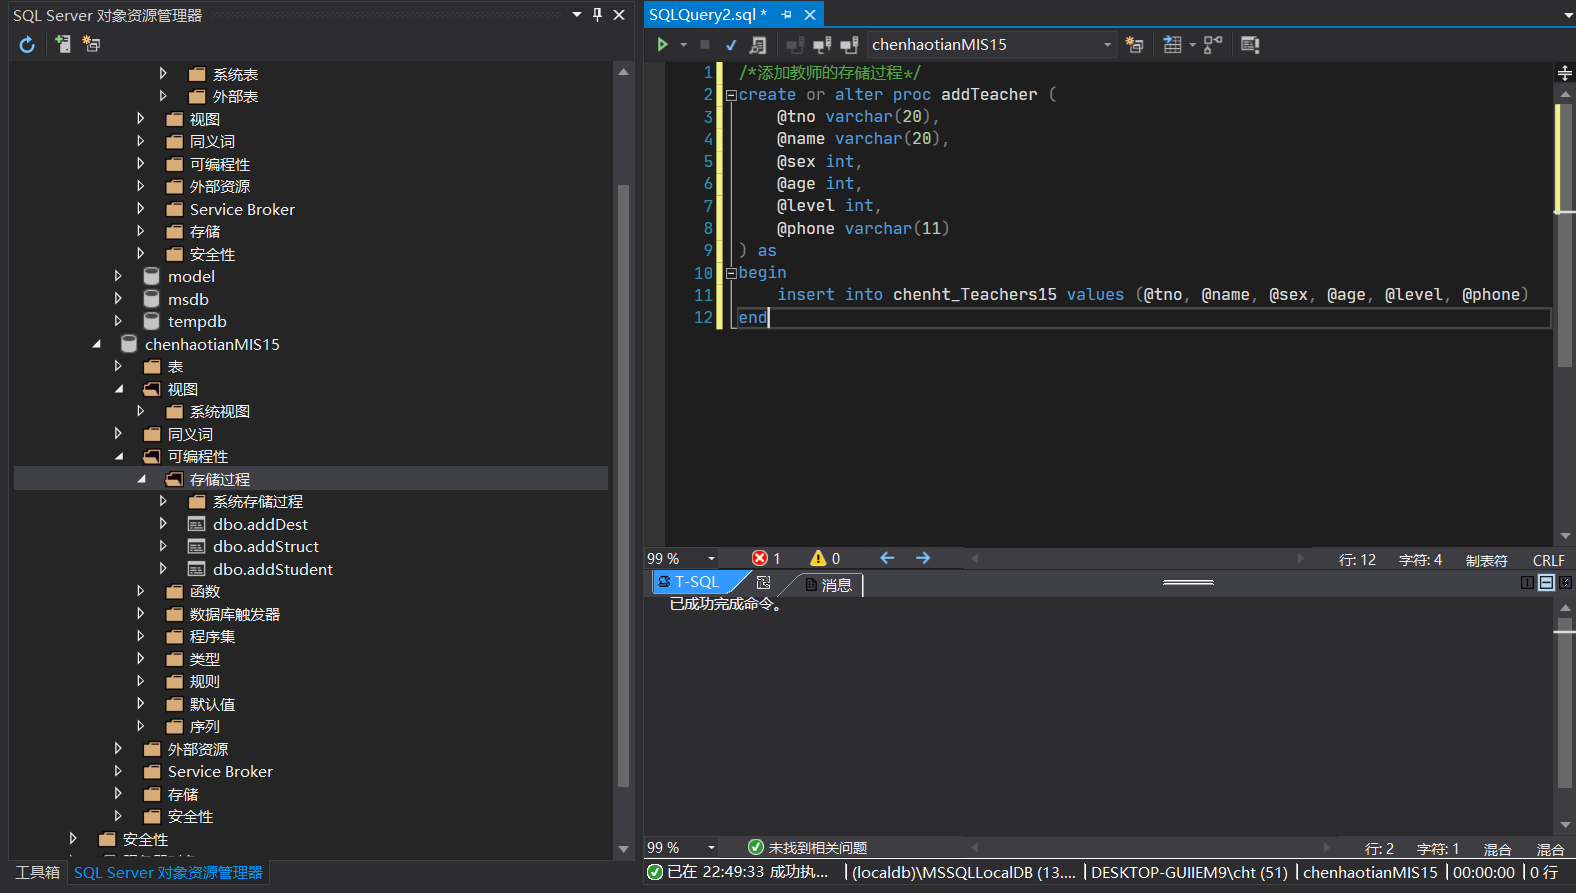 SQL Server 对象资源管理器
系统表
外部表
视图
同义词
可编程性
外部资源
Service Broker
存储
安全性
model
msdb
tempdb
chenhaotianMIS15
表
视图
系统视图
同义词
可编程性
存储过程
系统存储过程
dbo.addDest
dbo.addStruct
dbo.addStudent
函数
数据库触发器
程序集
类型
规则
默认值
序列
外部资源
Service Broker
存储
安全性
安全性
工具箱 SQL Server 对象资源管理器
SQLQuery2.sql *
chenhaotianMIS15
1 /*添加教师的存储过程*/
2 create or alter proc addTeacher (
3 @tno varchar(20),
4 @name varchar(20),
5 @sex int,
6 @age int,
7 @level int,
8 @phone varchar(11)
9 ) as
10 begin
11 insert into chenht_Teachers15 values (@tno, @name, @sex, @age, @level, @phone)
12 end
99 % 1 0 行: 12 字符: 4 制表符 CRLF
T-SQL 消息
已成功完成命令。
99 % 未找到相关问题 行: 2 字符: 1 混合 混合
已在 22:49:33 成功执... (localdb)\MSSQLLocalDB (13.... DESKTOP-GUIIEM9\cht (51) chenhaotianMIS15 00:00:00 0 行